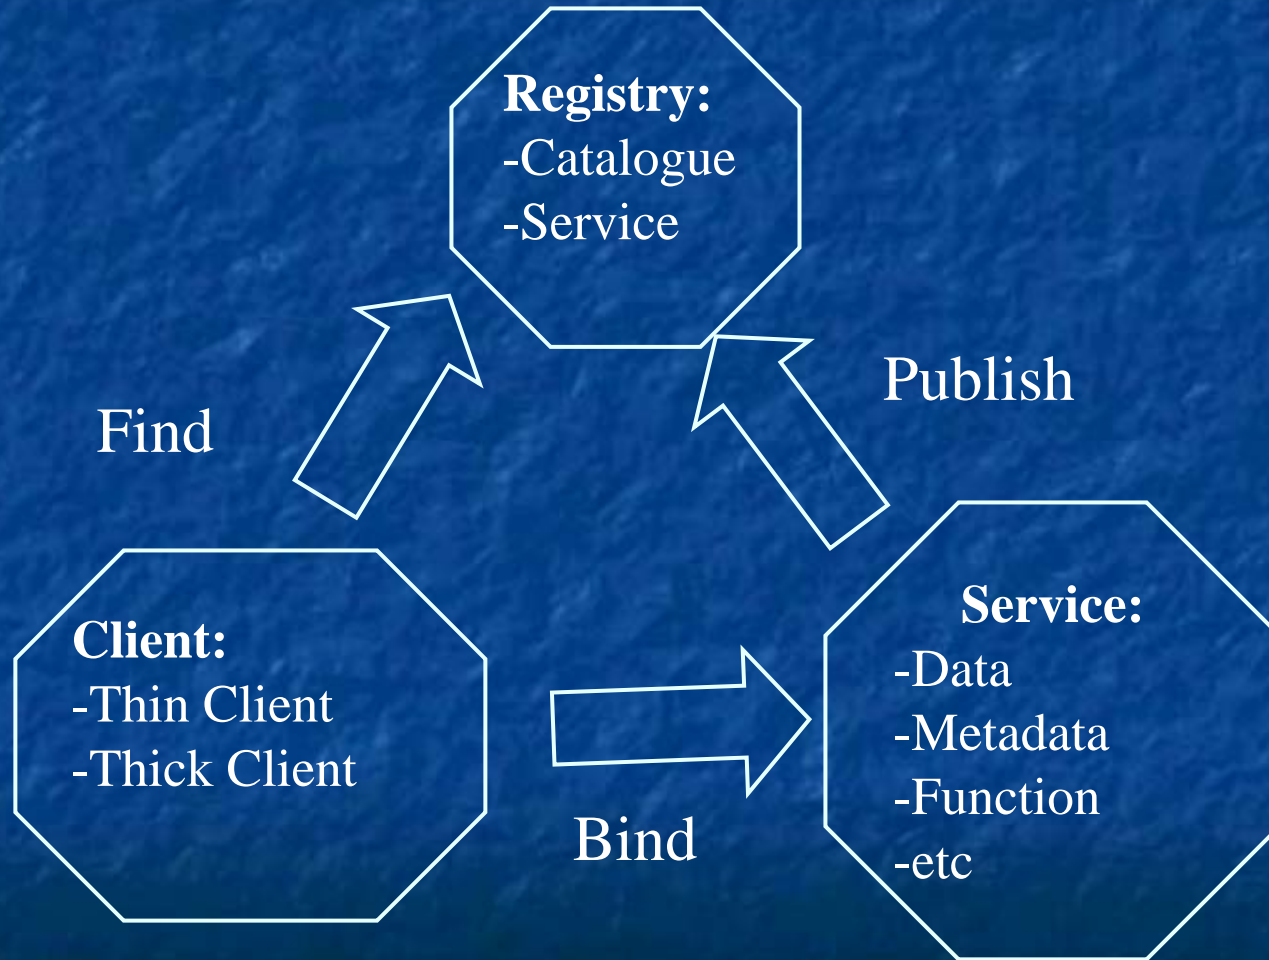 Registry:
-Catalogue
-Service
Publish
Find
Client:
-Thin Client
-Thick Client
Service:
-Data
-Metadata
-Function
-etc
Bind